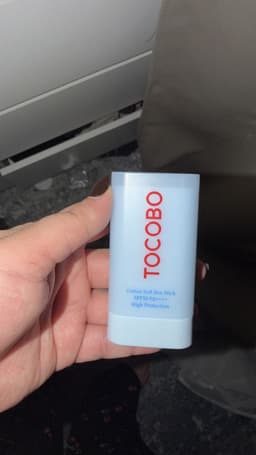 TOCOBO
Cotton Soft Sun Stick
SPF50 PA++++
High Protection